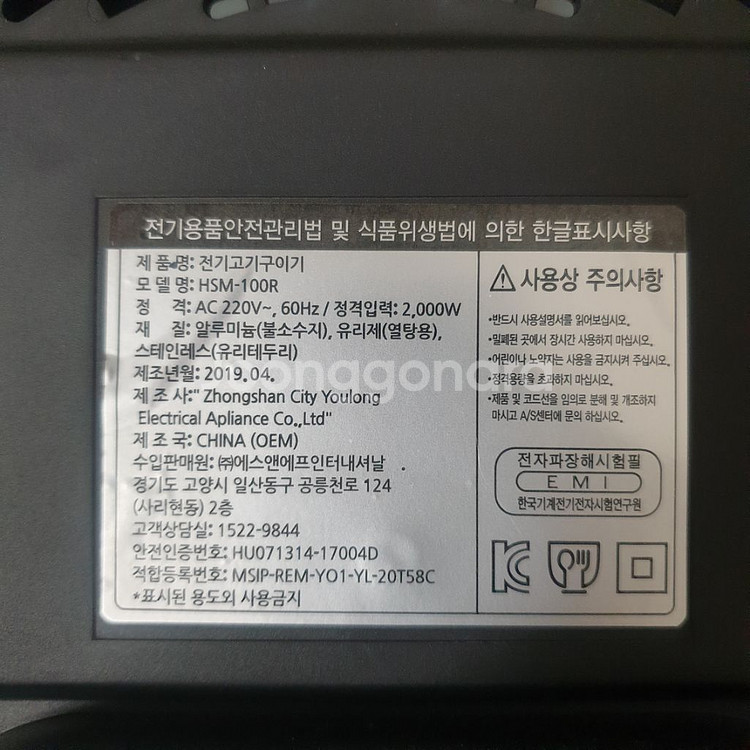 전기용품안전관리법 및 식품위생법에 의한 한글표시사항
제 품 명: 전기고기구이기
모 델 명: HSM-100R
정 격: AC 220V~, 60Hz / 정격입력: 2,000W
재 질: 알루미늄(불소수지), 유리제(열탕용),
스테인레스(유리테두리)
제조년월: 2019.04.
제 조 사:" Zhongshan City Youlong
Electrical Apliance Co.,Ltd"
제 조 국: CHINA (OEM)
수입판매원: ㈜에스앤에프인터내셔날 .
경기도 고양시 일산동구 공릉천로 124
(사리현동) 2층
고객상담실: 1522-9844
안전인증번호: HU071314-17004D
적합등록번호: MSIP-REM-YO1-YL-20T58C
*표시된 용도외 사용금지
사용상 주의사항
•반드시 사용설명서를 읽어보십시오.
•밀폐된 곳에서 장시간 사용하지 마십시오.
•어린이나 노약자는 사용을 금지시켜 주십시오.
•정격용량을 초과하지 마십시오.
•제품 및 코드선을 임의로 분해 및 개조하지
마시고 A/S센터에 문의 하십시오.
전자파장해시험필
E M I
한국기계전기전자시험연구원